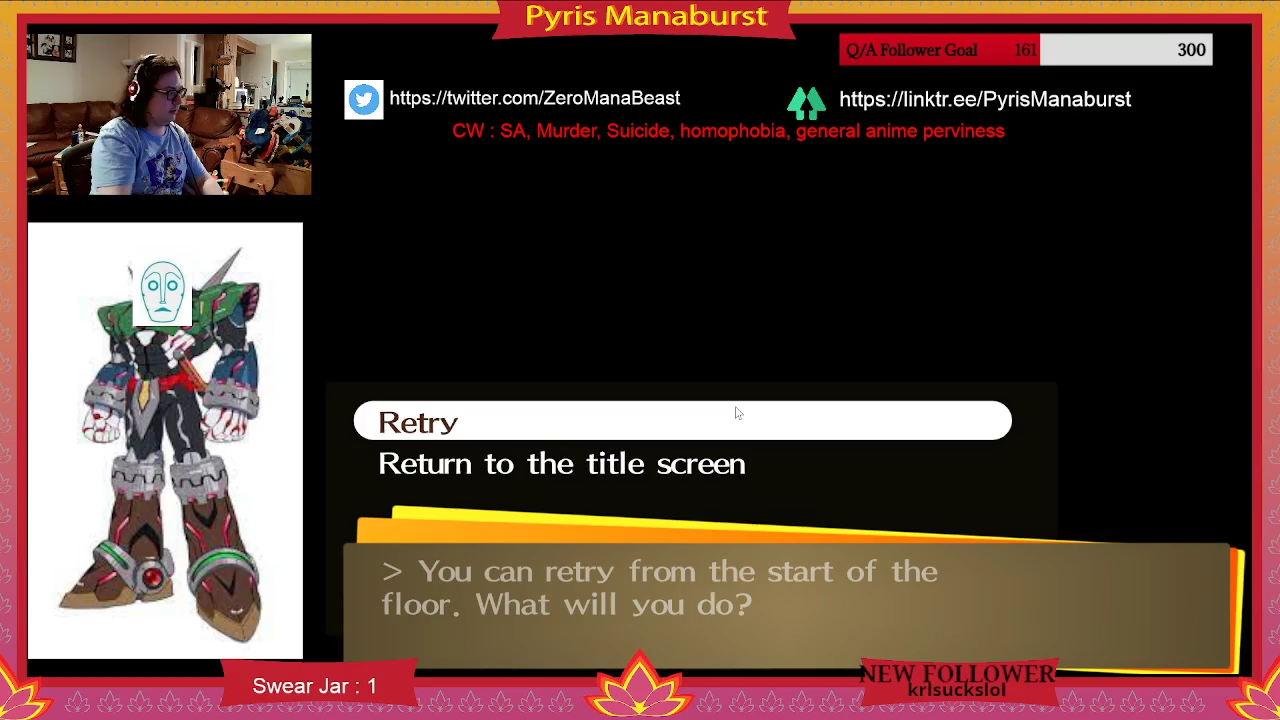 Pyris Manaburst
Q/A Follower Goal 161 300
https://twitter.com/ZeroManaBeast
https://linktr.ee/PyrisManaburst
CW : SA, Murder, Suicide, homophobia, general anime perviness
Retry
Return to the title screen
> You can retry from the start of the
floor. What will you do?
Swear Jar : 1
NEW FOLLOWER
krlsuckslol